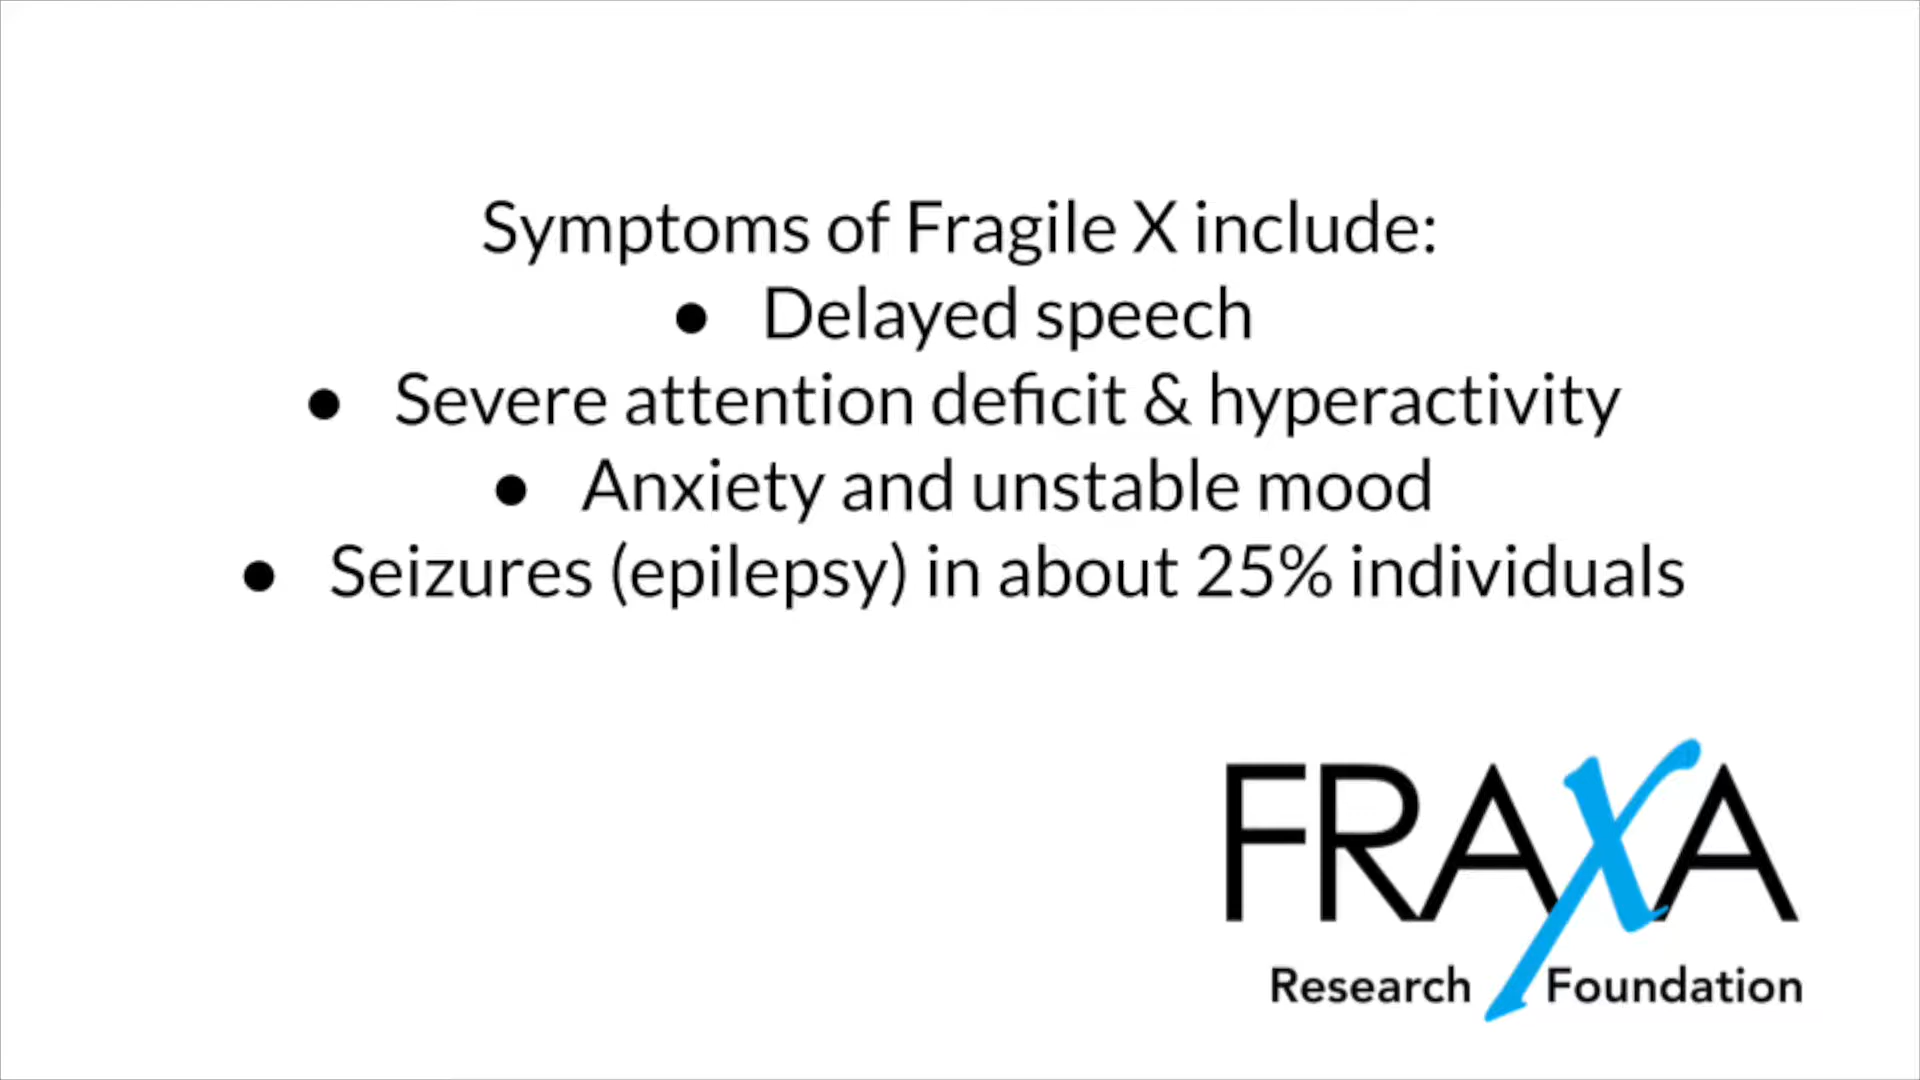 Symptoms of Fragile X include:
● Delayed speech
● Severe attention deficit & hyperactivity
● Anxiety and unstable mood
● Seizures (epilepsy) in about 25% individuals
FRAXA
Research Foundation